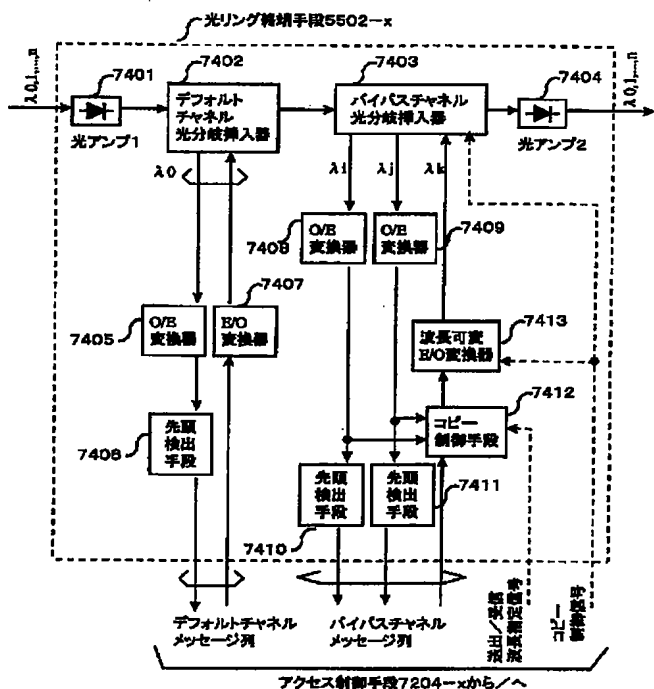 光リング終端手段5502-x
λ0,1,...,n
7401
光アンプ1
7402
デフォルト
チャネル
光分岐挿入器
7403
バイパスチャネル
光分岐挿入器
7404
光アンプ2
λ0,1,...,n
λ0
λi
λj
λk
7408
O/E
変換器
O/E
変換器
7409
7407
7405
O/E
変換器
E/O
変換器
波長可変
E/O変換器
7413
7412
コピー
制御手段
7406
先頭
検出
手段
先頭
検出
手段
先頭
検出
手段
7411
7410
デフォルトチャネル
メッセージ列
バイパスチャネル
メッセージ列
送出/受信
波長指定信号
コピー
制御信号
アクセス制御手段7204-xから/へ